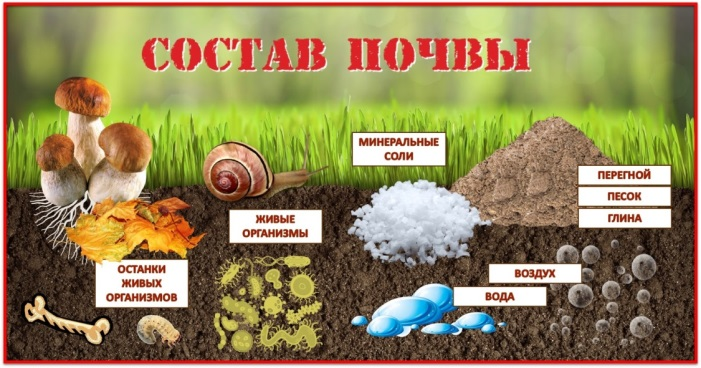 СОСТАВ ПОЧВЫ
МИНЕРАЛЬНЫЕ
СОЛИ
ПЕРЕГНОЙ
ПЕСОК
ГЛИНА
ЖИВЫЕ
ОРГАНИЗМЫ
ОСТАНКИ
ЖИВЫХ
ОРГАНИЗМОВ
ВОЗДУХ
ВОДА